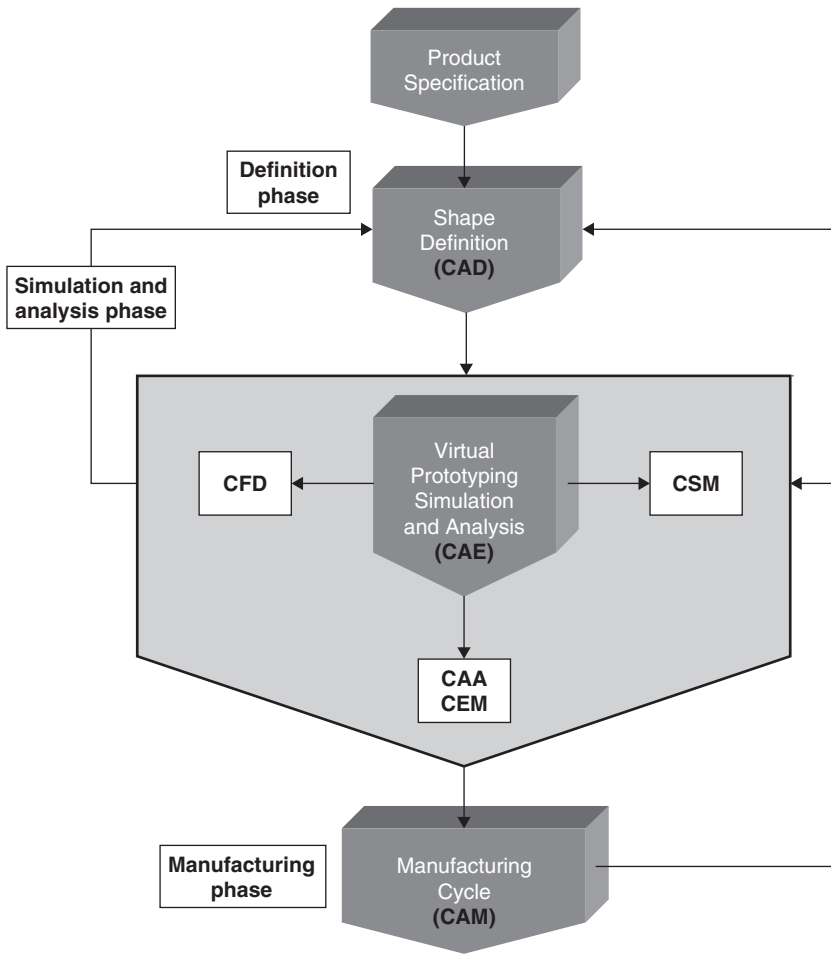 Product
Specification
Definition
phase
Shape
Definition
(CAD)
Simulation and
analysis phase
Virtual
Prototyping
Simulation
and Analysis
(CAE)
CFD
CSM
CAA
CEM
Manufacturing
phase
Manufacturing
Cycle
(CAM)